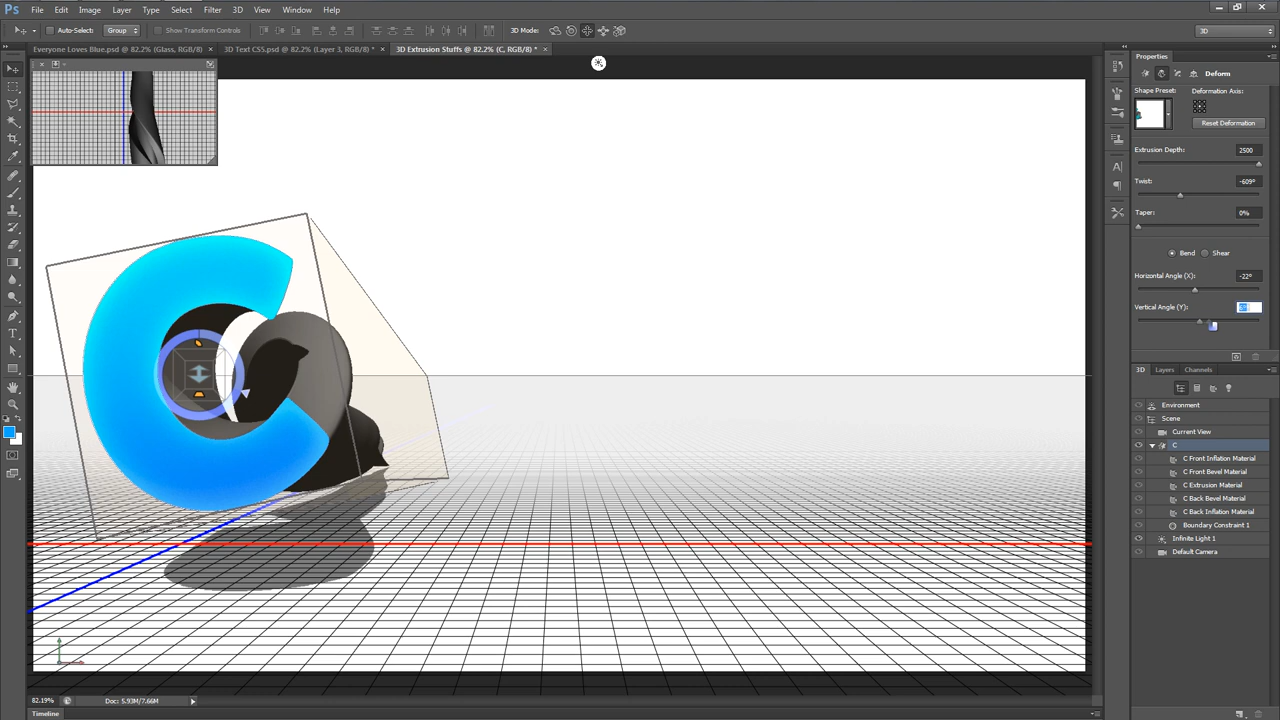 Ps File Edit Image Layer Type Select Filter 3D View Window Help
Auto-Select: Group Show Transform Controls 3D Mode: 3D
Everyone Loves Blue.psd @ 82.2% (Glass, RGB/8) × 3D Text CS5.psd @ 82.2% (Layer 3, RGB/8) * × 3D Extrusion Stuffs @ 82.2% (C, RGB/8) * ×
Properties
Deform
Shape Preset: Deformation Axis:
Reset Deformation
Extrusion Depth: 2500
Twist: -609°
Taper: 0%
Bend Shear
Horizontal Angle (X): -22°
Vertical Angle (Y):
3D Layers Channels
Environment
Scene
Current View
C
C Front Inflation Material
C Front Bevel Material
C Extrusion Material
C Back Bevel Material
C Back Inflation Material
Boundary Constraint 1
Infinite Light 1
Default Camera
82.19% Doc: 5.93M/7.66M
Timeline